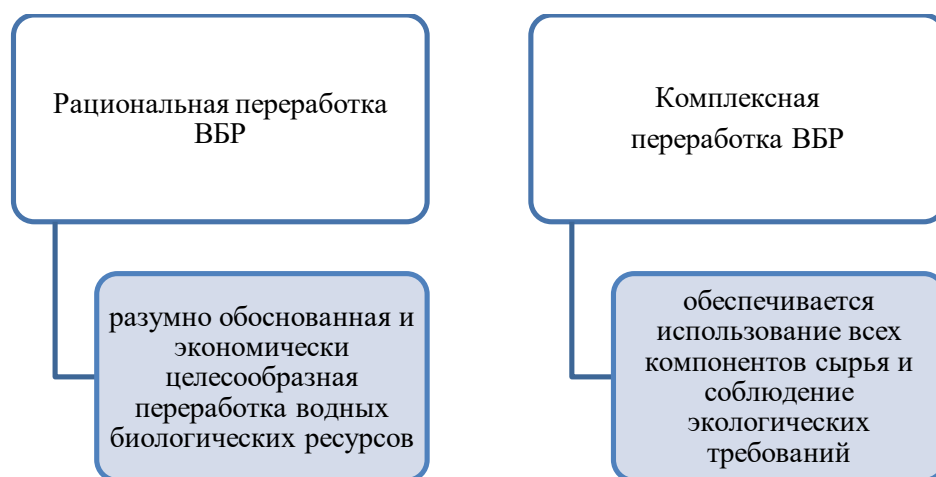 Рациональная переработка
ВБР
разумно обоснованная и
экономически
целесообразная
переработка водных
биологических ресурсов
Комплексная
переработка ВБР
обеспечивается
использование всех
компонентов сырья и
соблюдение
экологических
требований